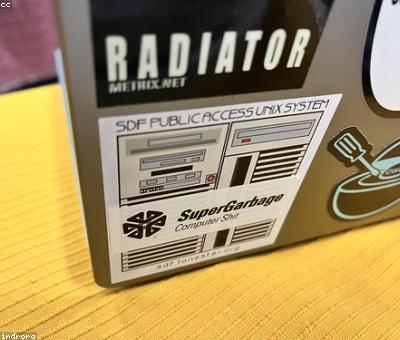 cc
RADIATOR
METRIX.NET
SDF PUBLIC ACCESS UNIX SYSTEM
SuperGarbage
Computer Shit
sdf.lonestar.org
indrora